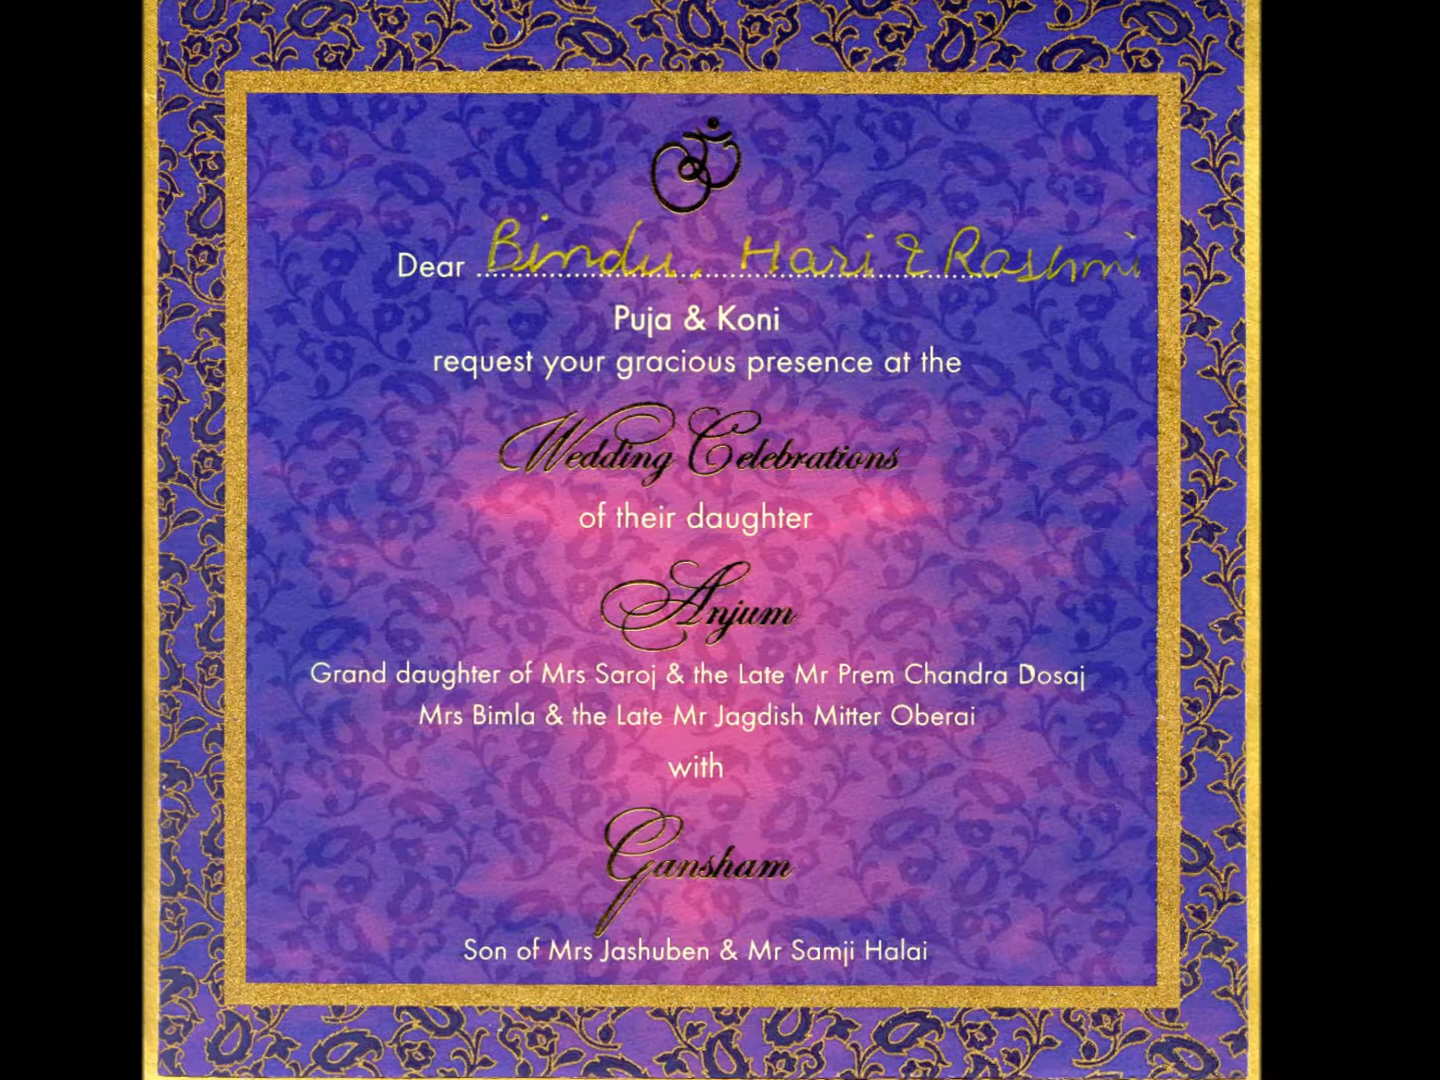 ॐ
Dear Bindu, Hari & Rashmi
Puja & Koni
request your gracious presence at the
Wedding Celebrations
of their daughter
Anjum
Grand daughter of Mrs Saroj & the Late Mr Prem Chandra Dosaj
Mrs Bimla & the Late Mr Jagdish Mitter Oberai
with
Gansham
Son of Mrs Jashuben & Mr Samji Halai